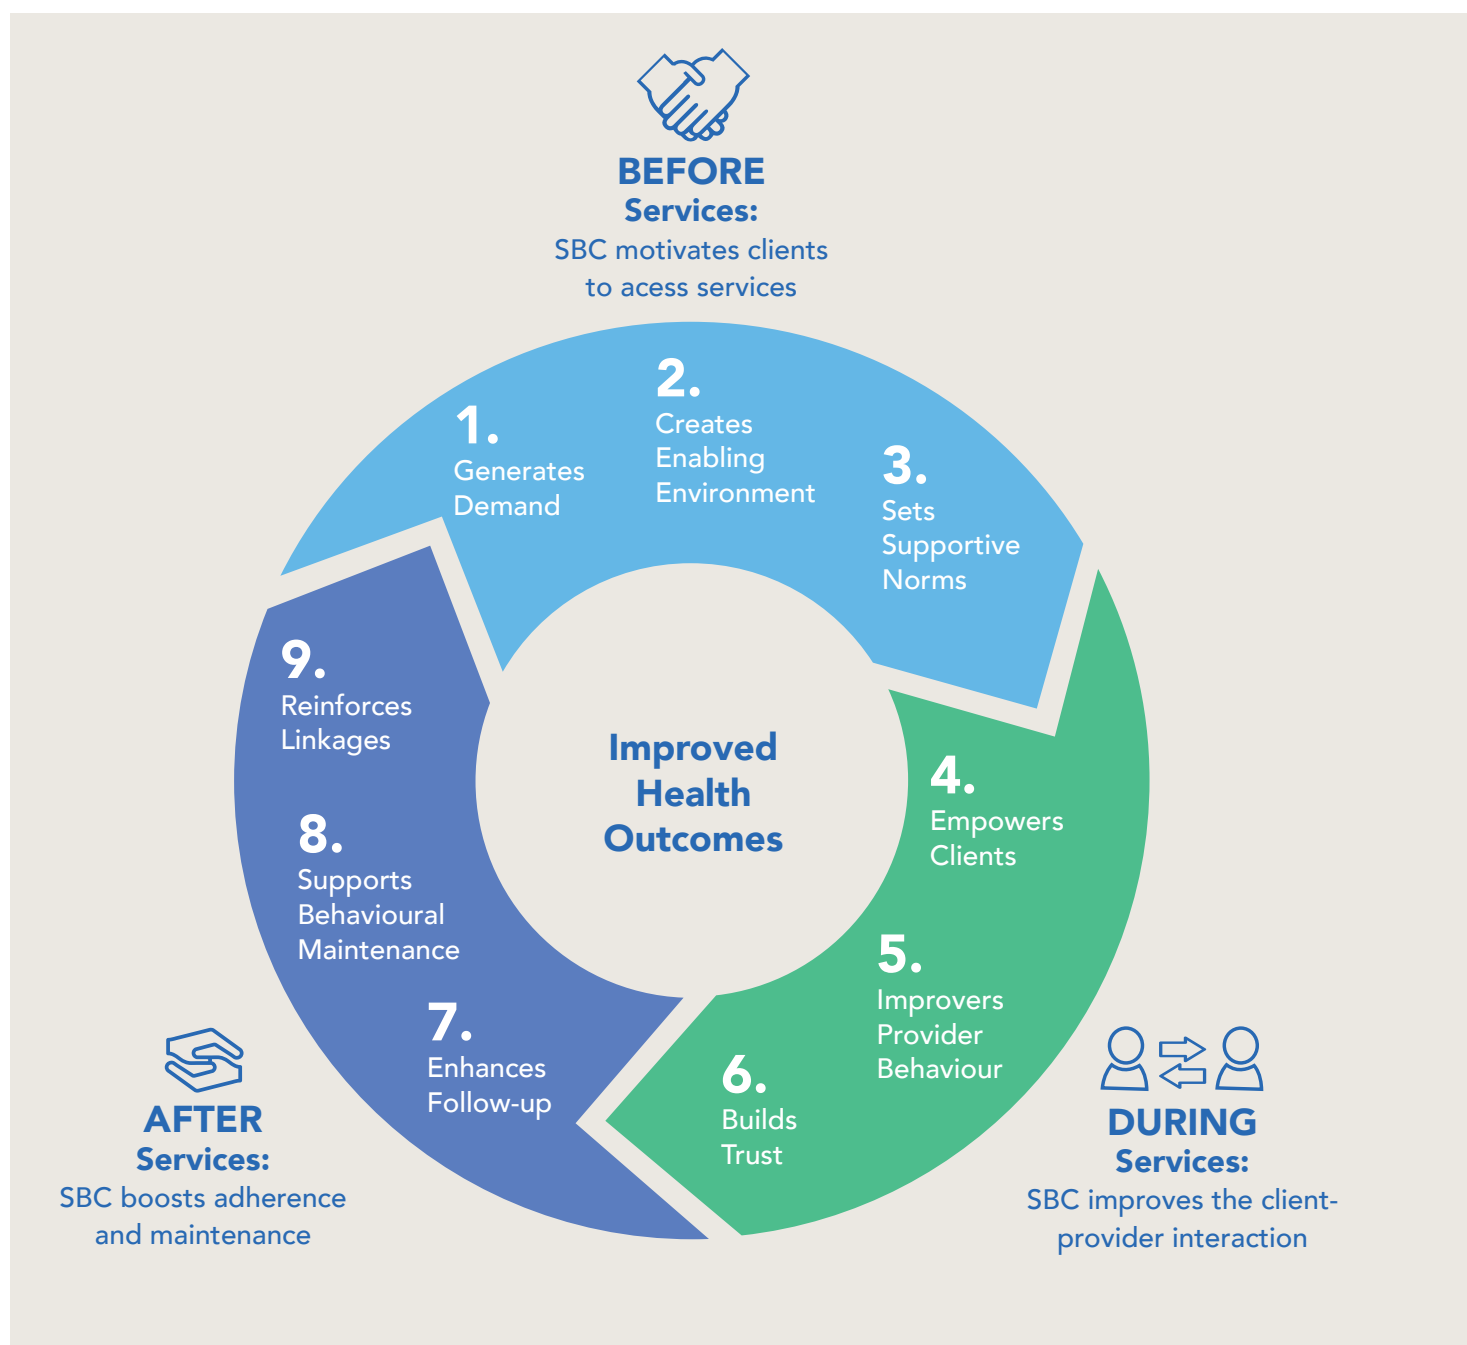 BEFORE
Services:
SBC motivates clients
to acess services
1.
Generates
Demand
2.
Creates
Enabling
Environment
3.
Sets
Supportive
Norms
4.
Empowers
Clients
5.
Improvers
Provider
Behaviour
6.
Builds
Trust
7.
Enhances
Follow-up
8.
Supports
Behavioural
Maintenance
9.
Reinforces
Linkages
Improved
Health
Outcomes
DURING
Services:
SBC improves the client-
provider interaction
AFTER
Services:
SBC boosts adherence
and maintenance